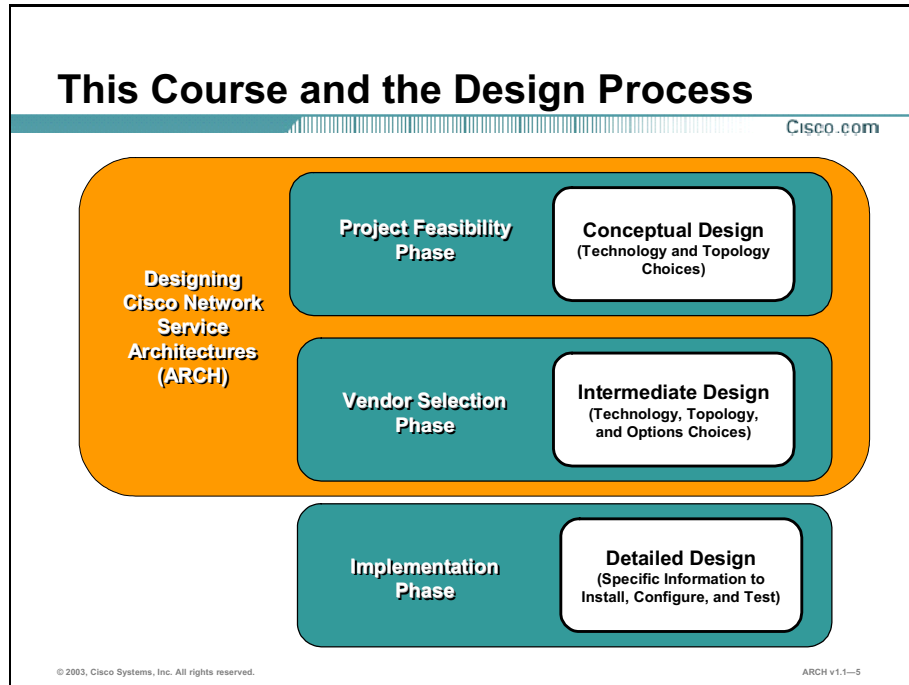 This Course and the Design Process
Cisco.com
Designing
Cisco Network
Service
Architectures
(ARCH)
Project Feasibility
Phase
Conceptual Design
(Technology and Topology
Choices)
Vendor Selection
Phase
Intermediate Design
(Technology, Topology,
and Options Choices)
Implementation
Phase
Detailed Design
(Specific Information to
Install, Configure, and Test)
© 2003, Cisco Systems, Inc. All rights reserved.
ARCH v1.1—5